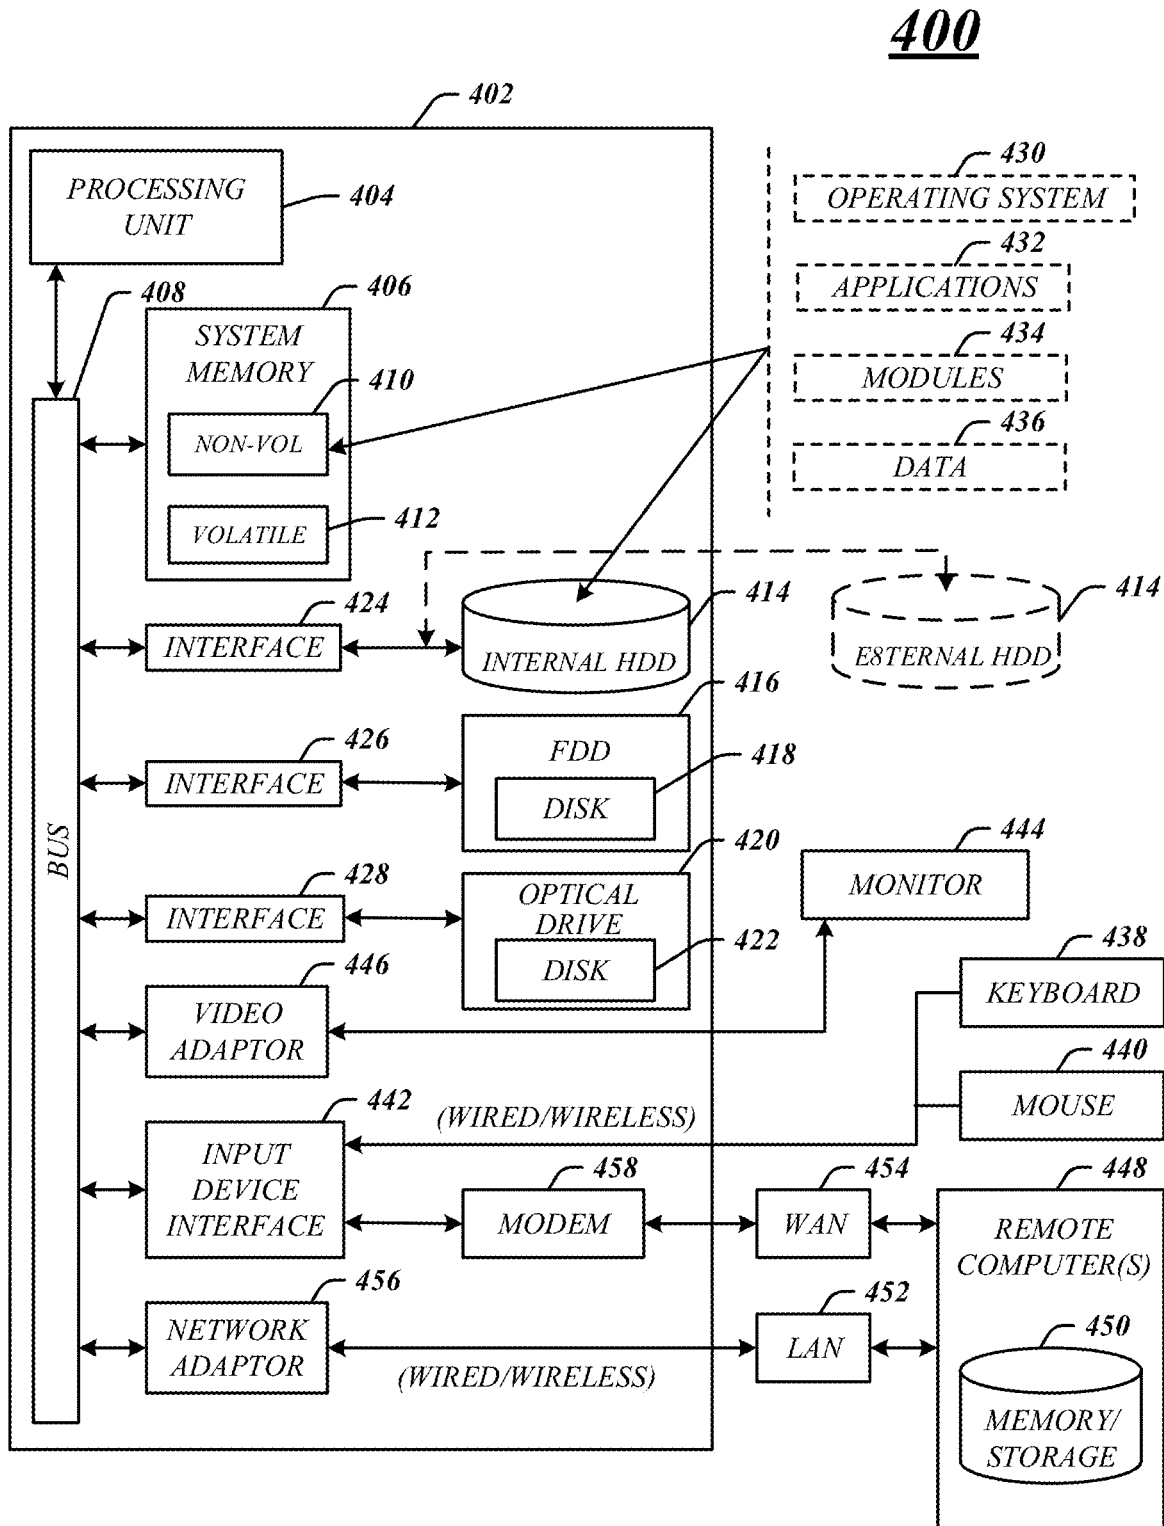 400
402
PROCESSING
UNIT
404
430
OPERATING SYSTEM
432
APPLICATIONS
434
MODULES
436
DATA
408
406
SYSTEM
MEMORY
410
NON-VOL
412
VOLATILE
BUS
424
INTERFACE
414
INTERNAL HDD
414
E8TERNAL HDD
416
FDD
418
DISK
426
INTERFACE
420
OPTICAL
DRIVE
422
DISK
428
INTERFACE
444
MONITOR
446
VIDEO
ADAPTOR
438
KEYBOARD
440
MOUSE
442
INPUT
DEVICE
INTERFACE
(WIRED/WIRELESS)
458
MODEM
454
WAN
448
REMOTE
COMPUTER(S)
456
NETWORK
ADAPTOR
(WIRED/WIRELESS)
452
LAN
450
MEMORY/
STORAGE